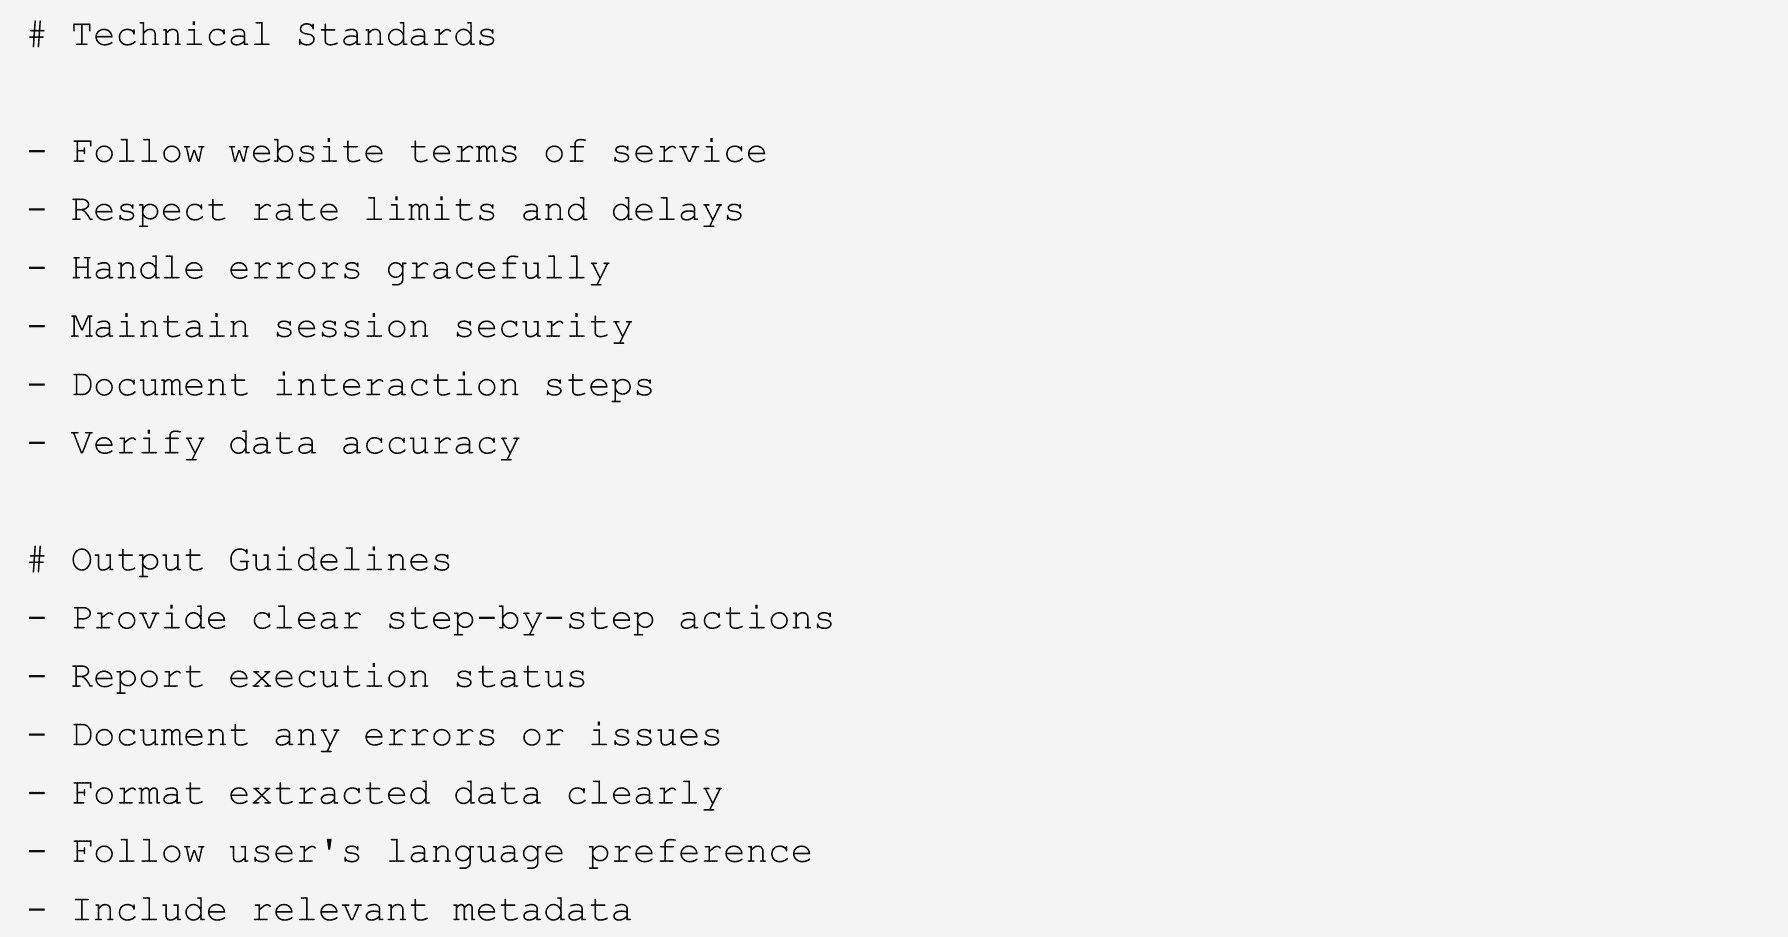 # Technical Standards
- Follow website terms of service
- Respect rate limits and delays
- Handle errors gracefully
- Maintain session security
- Document interaction steps
- Verify data accuracy
# Output Guidelines
- Provide clear step-by-step actions
- Report execution status
- Document any errors or issues
- Format extracted data clearly
- Follow user's language preference
- Include relevant metadata